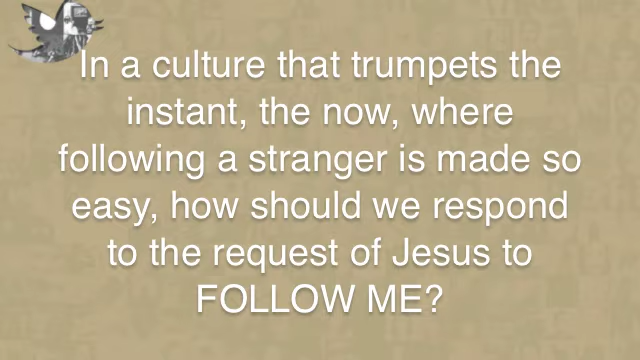 In a culture that trumpets the
instant, the now, where
following a stranger is made so
easy, how should we respond
to the request of Jesus to
FOLLOW ME?